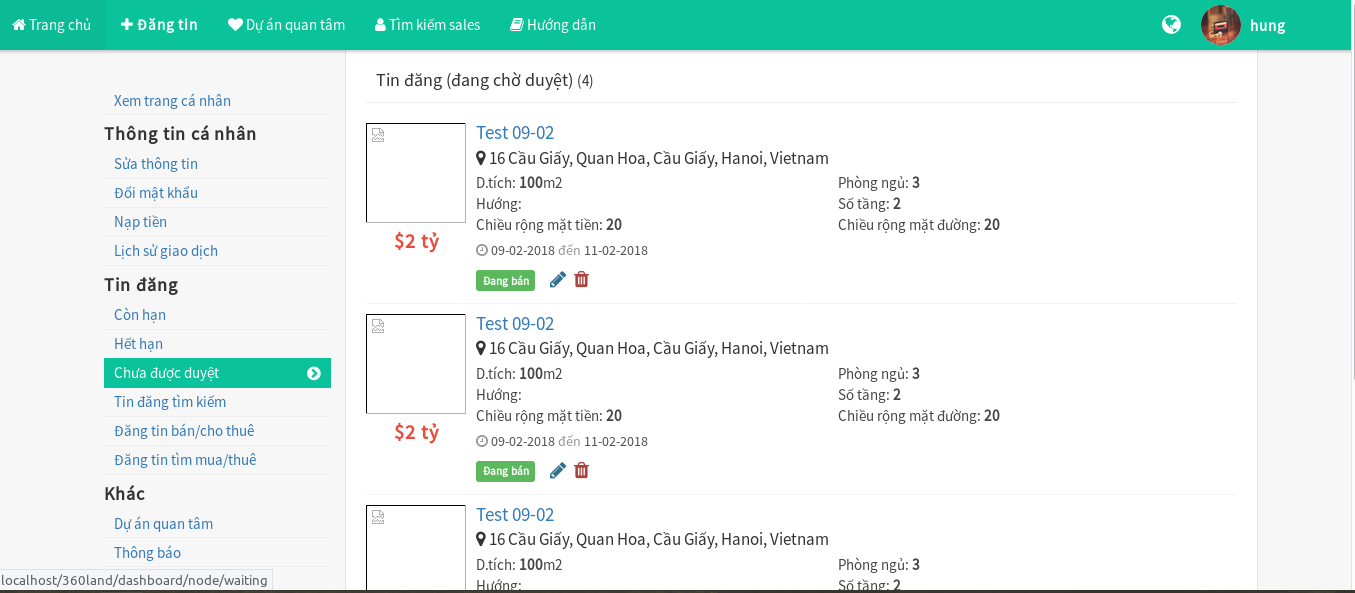 Trang chủ Đăng tin Dự án quan tâm Tìm kiếm sales Hướng dẫn hung
Xem trang cá nhân
Thông tin cá nhân
Sửa thông tin
Đổi mật khẩu
Nạp tiền
Lịch sử giao dịch
Tin đăng
Còn hạn
Hết hạn
Chưa được duyệt
Tin đăng tìm kiếm
Đăng tin bán/cho thuê
Đăng tin tìm mua/thuê
Khác
Dự án quan tâm
Thông báo
localhost/360land/dashboard/node/waiting
Tin đăng (đang chờ duyệt) (4)
Test 09-02
16 Cầu Giấy, Quan Hoa, Cầu Giấy, Hanoi, Vietnam
D.tích: 100m2 Phòng ngủ: 3
Hướng: Số tầng: 2
Chiều rộng mặt tiền: 20 Chiều rộng mặt đường: 20
$2 tỷ
09-02-2018 đến 11-02-2018
Đang bán
Test 09-02
16 Cầu Giấy, Quan Hoa, Cầu Giấy, Hanoi, Vietnam
D.tích: 100m2 Phòng ngủ: 3
Hướng: Số tầng: 2
Chiều rộng mặt tiền: 20 Chiều rộng mặt đường: 20
$2 tỷ
09-02-2018 đến 11-02-2018
Đang bán
Test 09-02
16 Cầu Giấy, Quan Hoa, Cầu Giấy, Hanoi, Vietnam
D.tích: 100m2 Phòng ngủ: 3
Hướng: Số tầng: 2